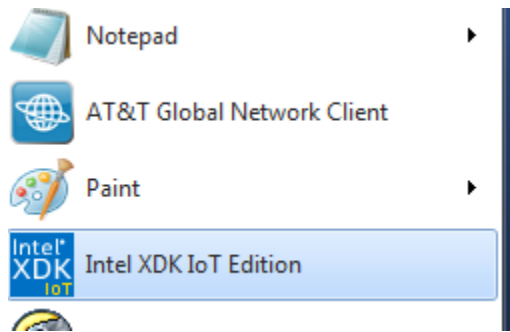 Notepad
AT&T Global Network Client
Paint
Intel*
XDK
IoT
Intel XDK IoT Edition